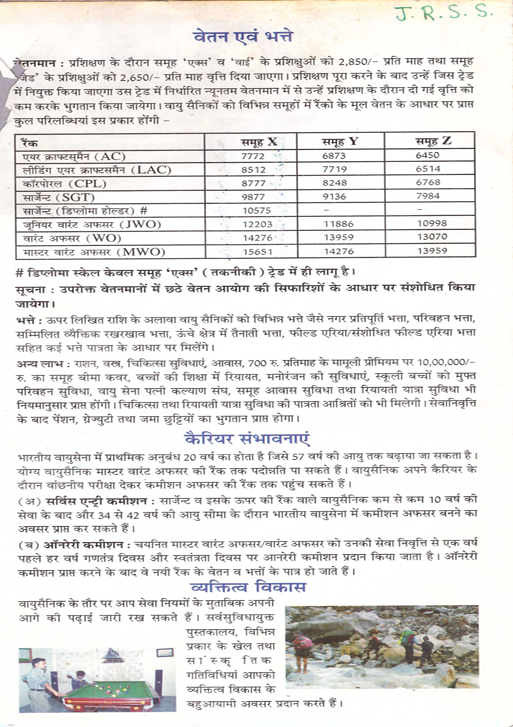 J. R. S. S.
वेतन एवं भत्ते
वेतनमान : प्रशिक्षण के दौरान समूह ‘एक्स’ व ‘वाई’ के प्रशिक्षुओं को 2,850/– प्रति माह तथा समूह
‘जेड’ के प्रशिक्षुओं को 2,650/– प्रति माह वृत्ति दिया जाएगा। प्रशिक्षण पूरा करने के बाद उन्हें जिस ट्रेड
में नियुक्त किया जाएगा उस ट्रेड में निर्धारित न्यूनतम वेतनमान में से उन्हें प्रशिक्षण के दौरान दी गई वृत्ति को
कम करके भुगतान किया जायेगा। वायु सैनिकों को विभिन्न समूहों में रैंको के मूल वेतन के आधार पर प्राप्त
कुल परिलब्धियां इस प्रकार होंगी –
रैंक समूह X समूह Y समूह Z
एयर क्राफ्टसमैन (AC) 7772 6873 6450
लीडिंग एयर क्राफ्टसमैन (LAC) 8512 7719 6514
कॉरपोरल (CPL) 8777 8248 6768
सार्जेन्ट (SGT) 9877 9136 7984
सार्जेन्ट (डिप्लोमा होल्डर) # 10575 – –
जूनियर वारंट अफसर (JWO) 12203 11886 10998
वारंट अफसर (WO) 14276 13959 13070
मास्टर वारंट अफसर (MWO) 15651 14276 13959
# डिप्लोमा स्केल केवल समूह ‘एक्स’ (तकनीकी) ट्रेड में ही लागू है।
सूचना : उपरोक्त वेतनमानों में छठे वेतन आयोग की सिफारिशों के आधार पर संशोधित किया
जायेगा।
भत्ते : ऊपर लिखित राशि के अलावा वायु सैनिकों को विभिन्न भत्ते जैसे नगर प्रतिपूर्ति भत्ता, परिवहन भत्ता,
सम्मिलित व्यैक्तिक रखरखाव भत्ता, ऊंचे क्षेत्र में तैनाती भत्ता, फील्ड एरिया/संशोधित फील्ड एरिया भत्ता
सहित कई भत्ते पात्रता के आधार पर मिलेंगे।
अन्य लाभ : राशन, वस्त्र, चिकित्सा सुविधाएं, आवास, 700 रु. प्रतिमाह के मामूली प्रीमियम पर 10,00,000/–
रु. का समूह बीमा कवर, बच्चों की शिक्षा में रियायत, मनोरंजन की सुविधाएं, स्कूली बच्चों को मुफ्त
परिवहन सुविधा, वायु सेना पत्नी कल्याण संघ, समूह आवास सुविधा तथा रियायती यात्रा सुविधा भी
नियमानुसार प्राप्त होंगी। चिकित्सा तथा रियायती यात्रा सुविधा की पात्रता आश्रितों को भी मिलेगी। सेवानिवृत्ति
के बाद पेंशन, ग्रेज्युटी तथा जमा छुट्टियों का भुगतान प्राप्त होगा।
कैरियर संभावनाएं
भारतीय वायुसेना में प्राथमिक अनुबंध 20 वर्ष का होता है जिसे 57 वर्ष की आयु तक बढ़ाया जा सकता है।
योग्य वायुसैनिक मास्टर वारंट अफसर की रैंक तक पदोन्नति पा सकते हैं। वायुसैनिक अपने कैरियर के
दौरान वांछनीय परीक्षा देकर कमीशन अफसर की रैंक तक पहुंच सकते हैं।
(अ) सर्विस एन्ट्री कमीशन : सार्जेन्ट व इसके ऊपर की रैंक वाले वायुसैनिक कम से कम 10 वर्ष की
सेवा के बाद और 34 से 42 वर्ष की आयु सीमा के दौरान भारतीय वायुसेना में कमीशन अफसर बनने का
अवसर प्राप्त कर सकते हैं।
(ब) ऑनरेरी कमीशन : चयनित मास्टर वारंट अफसर/वारंट अफसर को उनकी सेवा निवृत्ति से एक वर्ष
पहले हर वर्ष गणतंत्र दिवस और स्वतंत्रता दिवस पर आनरेरी कमीशन प्रदान किया जाता है। ऑनरेरी
कमीशन प्राप्त करने के बाद वे नयी रैंक के वेतन व भत्तों के पात्र हो जाते हैं।
व्यक्तित्व विकास
वायुसैनिक के तौर पर आप सेवा नियमों के मुताबिक अपनी
आगे की पढ़ाई जारी रख सकते हैं। सर्वसुविधायुक्त
पुस्तकालय, विभिन्न
प्रकार के खेल तथा
सांस्कृतिक
गतिविधियां आपको
व्यक्तित्व विकास के
बहुआयामी अवसर प्रदान करते हैं।